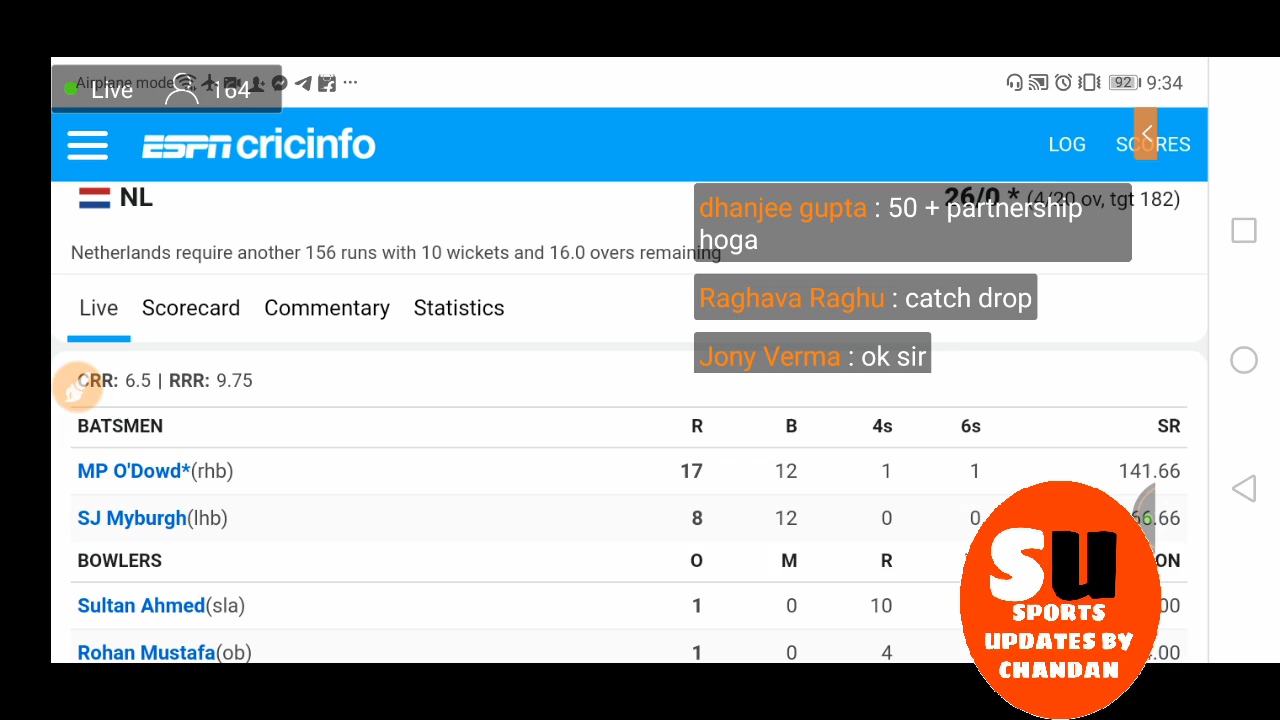 Airplane mode ... 92 9:34
Live 164
ESPN cricinfo LOG SCORES
NL 26/0 * (4/20 ov, tgt 182)
Netherlands require another 156 runs with 10 wickets and 16.0 overs remaining
dhanjee gupta : 50 + partnership
hoga
Raghava Raghu : catch drop
Jony Verma : ok sir
Live Scorecard Commentary Statistics
CRR: 6.5 | RRR: 9.75
BATSMEN R B 4s 6s SR
MP O'Dowd*(rhb) 17 12 1 1 141.66
SJ Myburgh(lhb) 8 12 0 0 66.66
BOWLERS O M R ON
Sultan Ahmed(sla) 1 0 10 00
Rohan Mustafa(ob) 1 0 4 .00
SU
SPORTS
UPDATES BY
CHANDAN